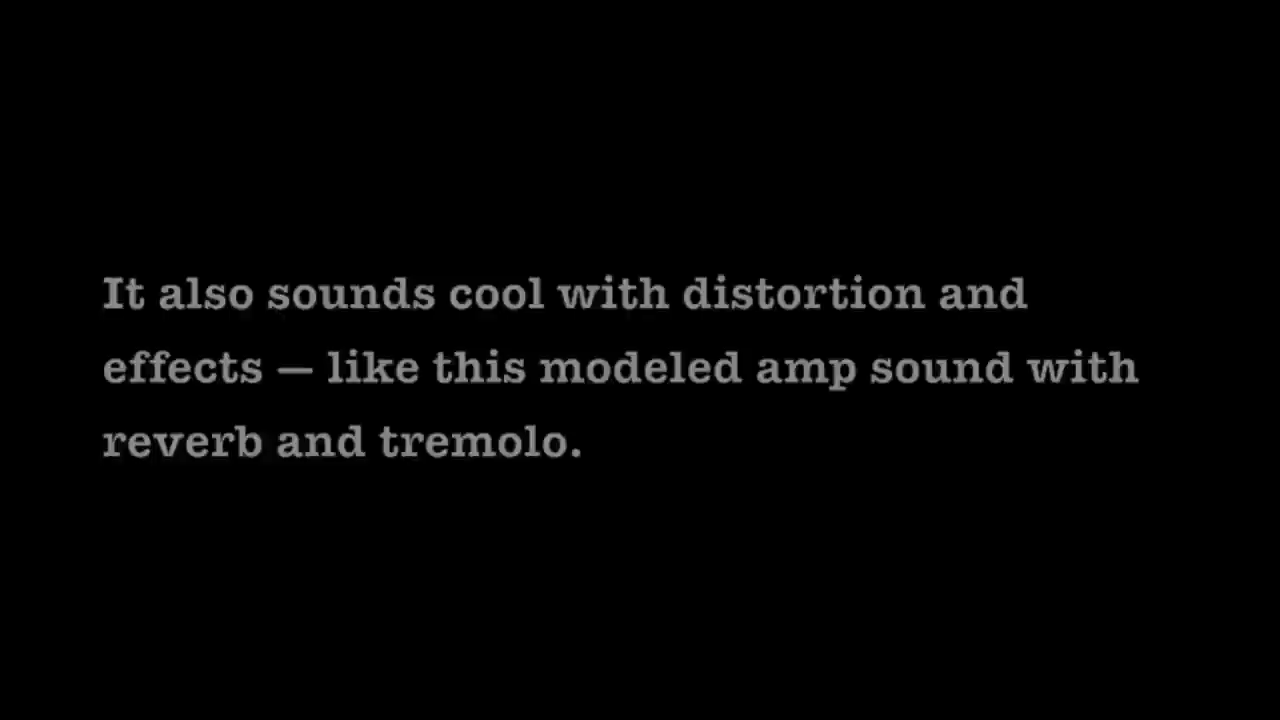 It also sounds cool with distortion and
effects — like this modeled amp sound with
reverb and tremolo.